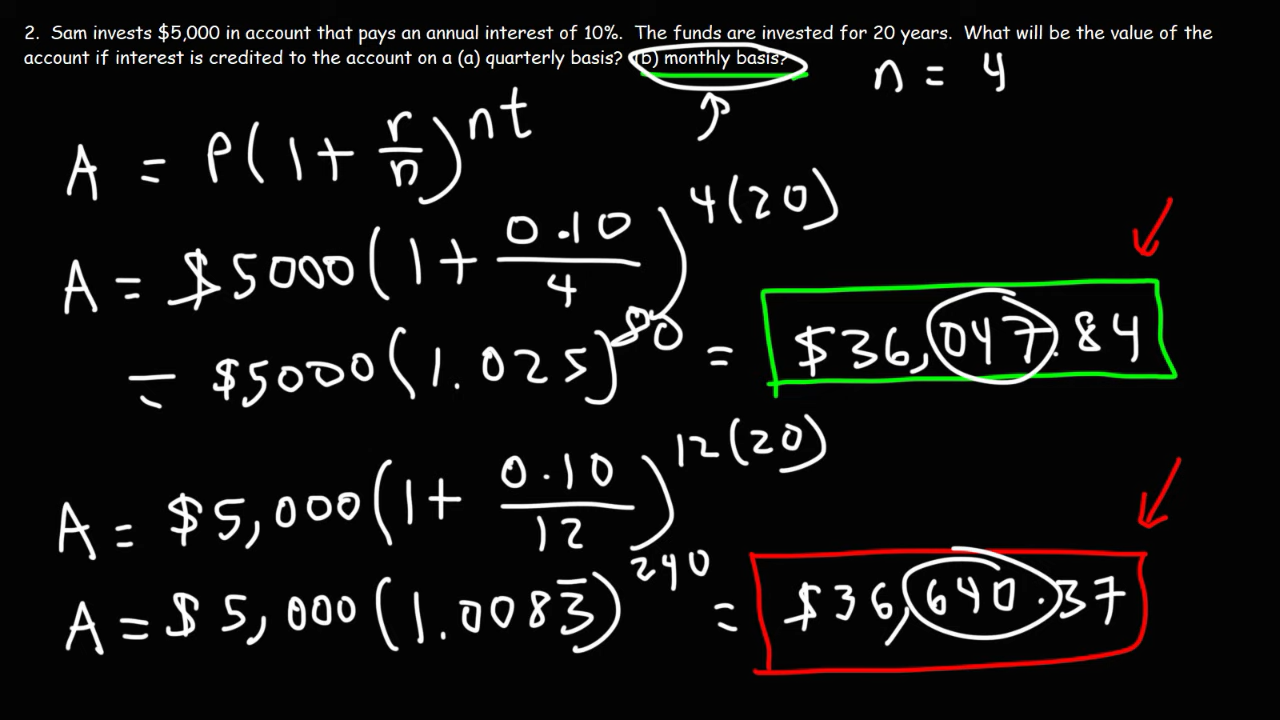 2. Sam invests $5,000 in account that pays an annual interest of 10%. The funds are invested for 20 years. What will be the value of the
account if interest is credited to the account on a (a) quarterly basis? (b) monthly basis?
n = 4
A = P(1 + r/n)^nt
A = $5000(1 + 0.10/4)^4(20)
= $5000(1.025)^80 = $36,047.84
A = $5,000(1 + 0.10/12)^12(20)
A = $5,000(1.0083̅)^240 = $36,640.37